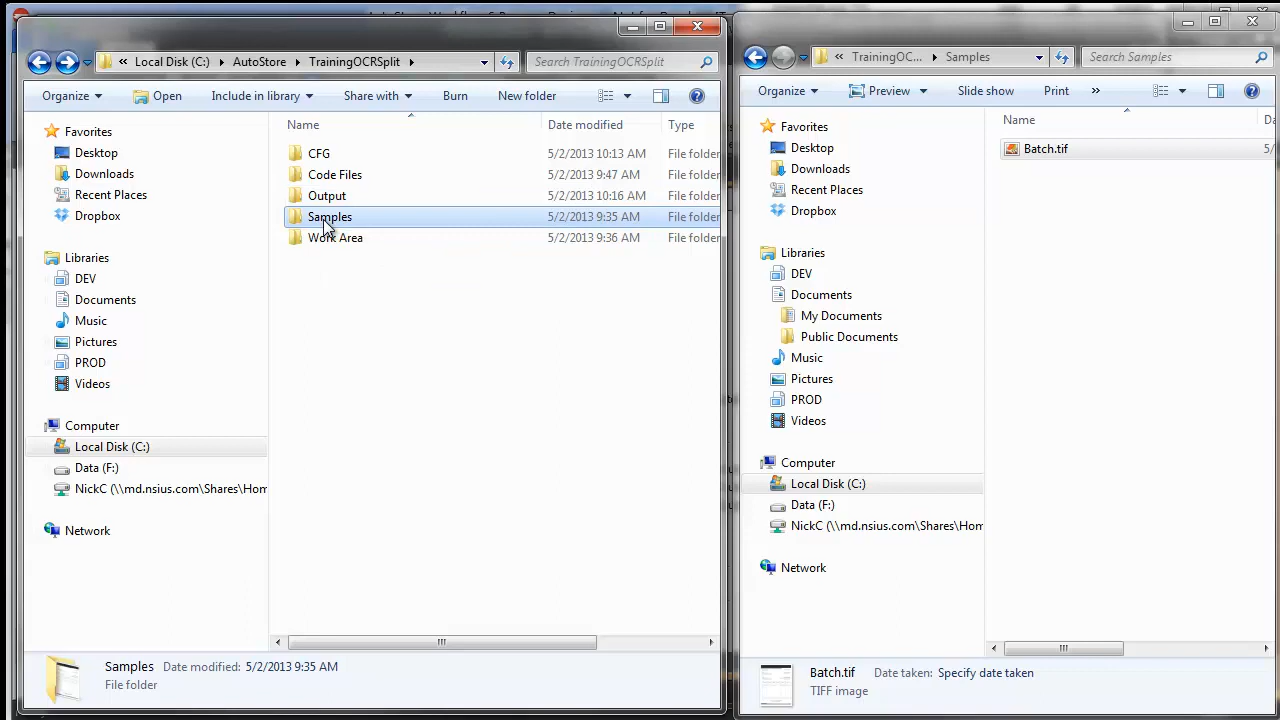 Local Disk (C:) AutoStore TrainingOCRSplit
Search TrainingOCRSplit
Organize Open Include in library Share with Burn New folder
Name Date modified Type
Favorites
Desktop
Downloads
Recent Places
Dropbox
Libraries
DEV
Documents
Music
Pictures
PROD
Videos
Computer
Local Disk (C:)
Data (F:)
NickC (\\md.nsius.com\Shares\Hom
Network
CFG 5/2/2013 10:13 AM File folder
Code Files 5/2/2013 9:47 AM File folder
Output 5/2/2013 10:16 AM File folder
Samples 5/2/2013 9:35 AM File folder
Work Area 5/2/2013 9:36 AM File folder
Samples Date modified: 5/2/2013 9:35 AM
File folder
« TrainingOC... Samples
Search Samples
Organize Preview Slide show Print »
Name Da
Favorites
Desktop
Downloads
Recent Places
Dropbox
Libraries
DEV
Documents
My Documents
Public Documents
Music
Pictures
PROD
Videos
Computer
Local Disk (C:)
Data (F:)
NickC (\\md.nsius.com\Shares\Hom
Network
Batch.tif 5/
Batch.tif Date taken: Specify date taken
TIFF image